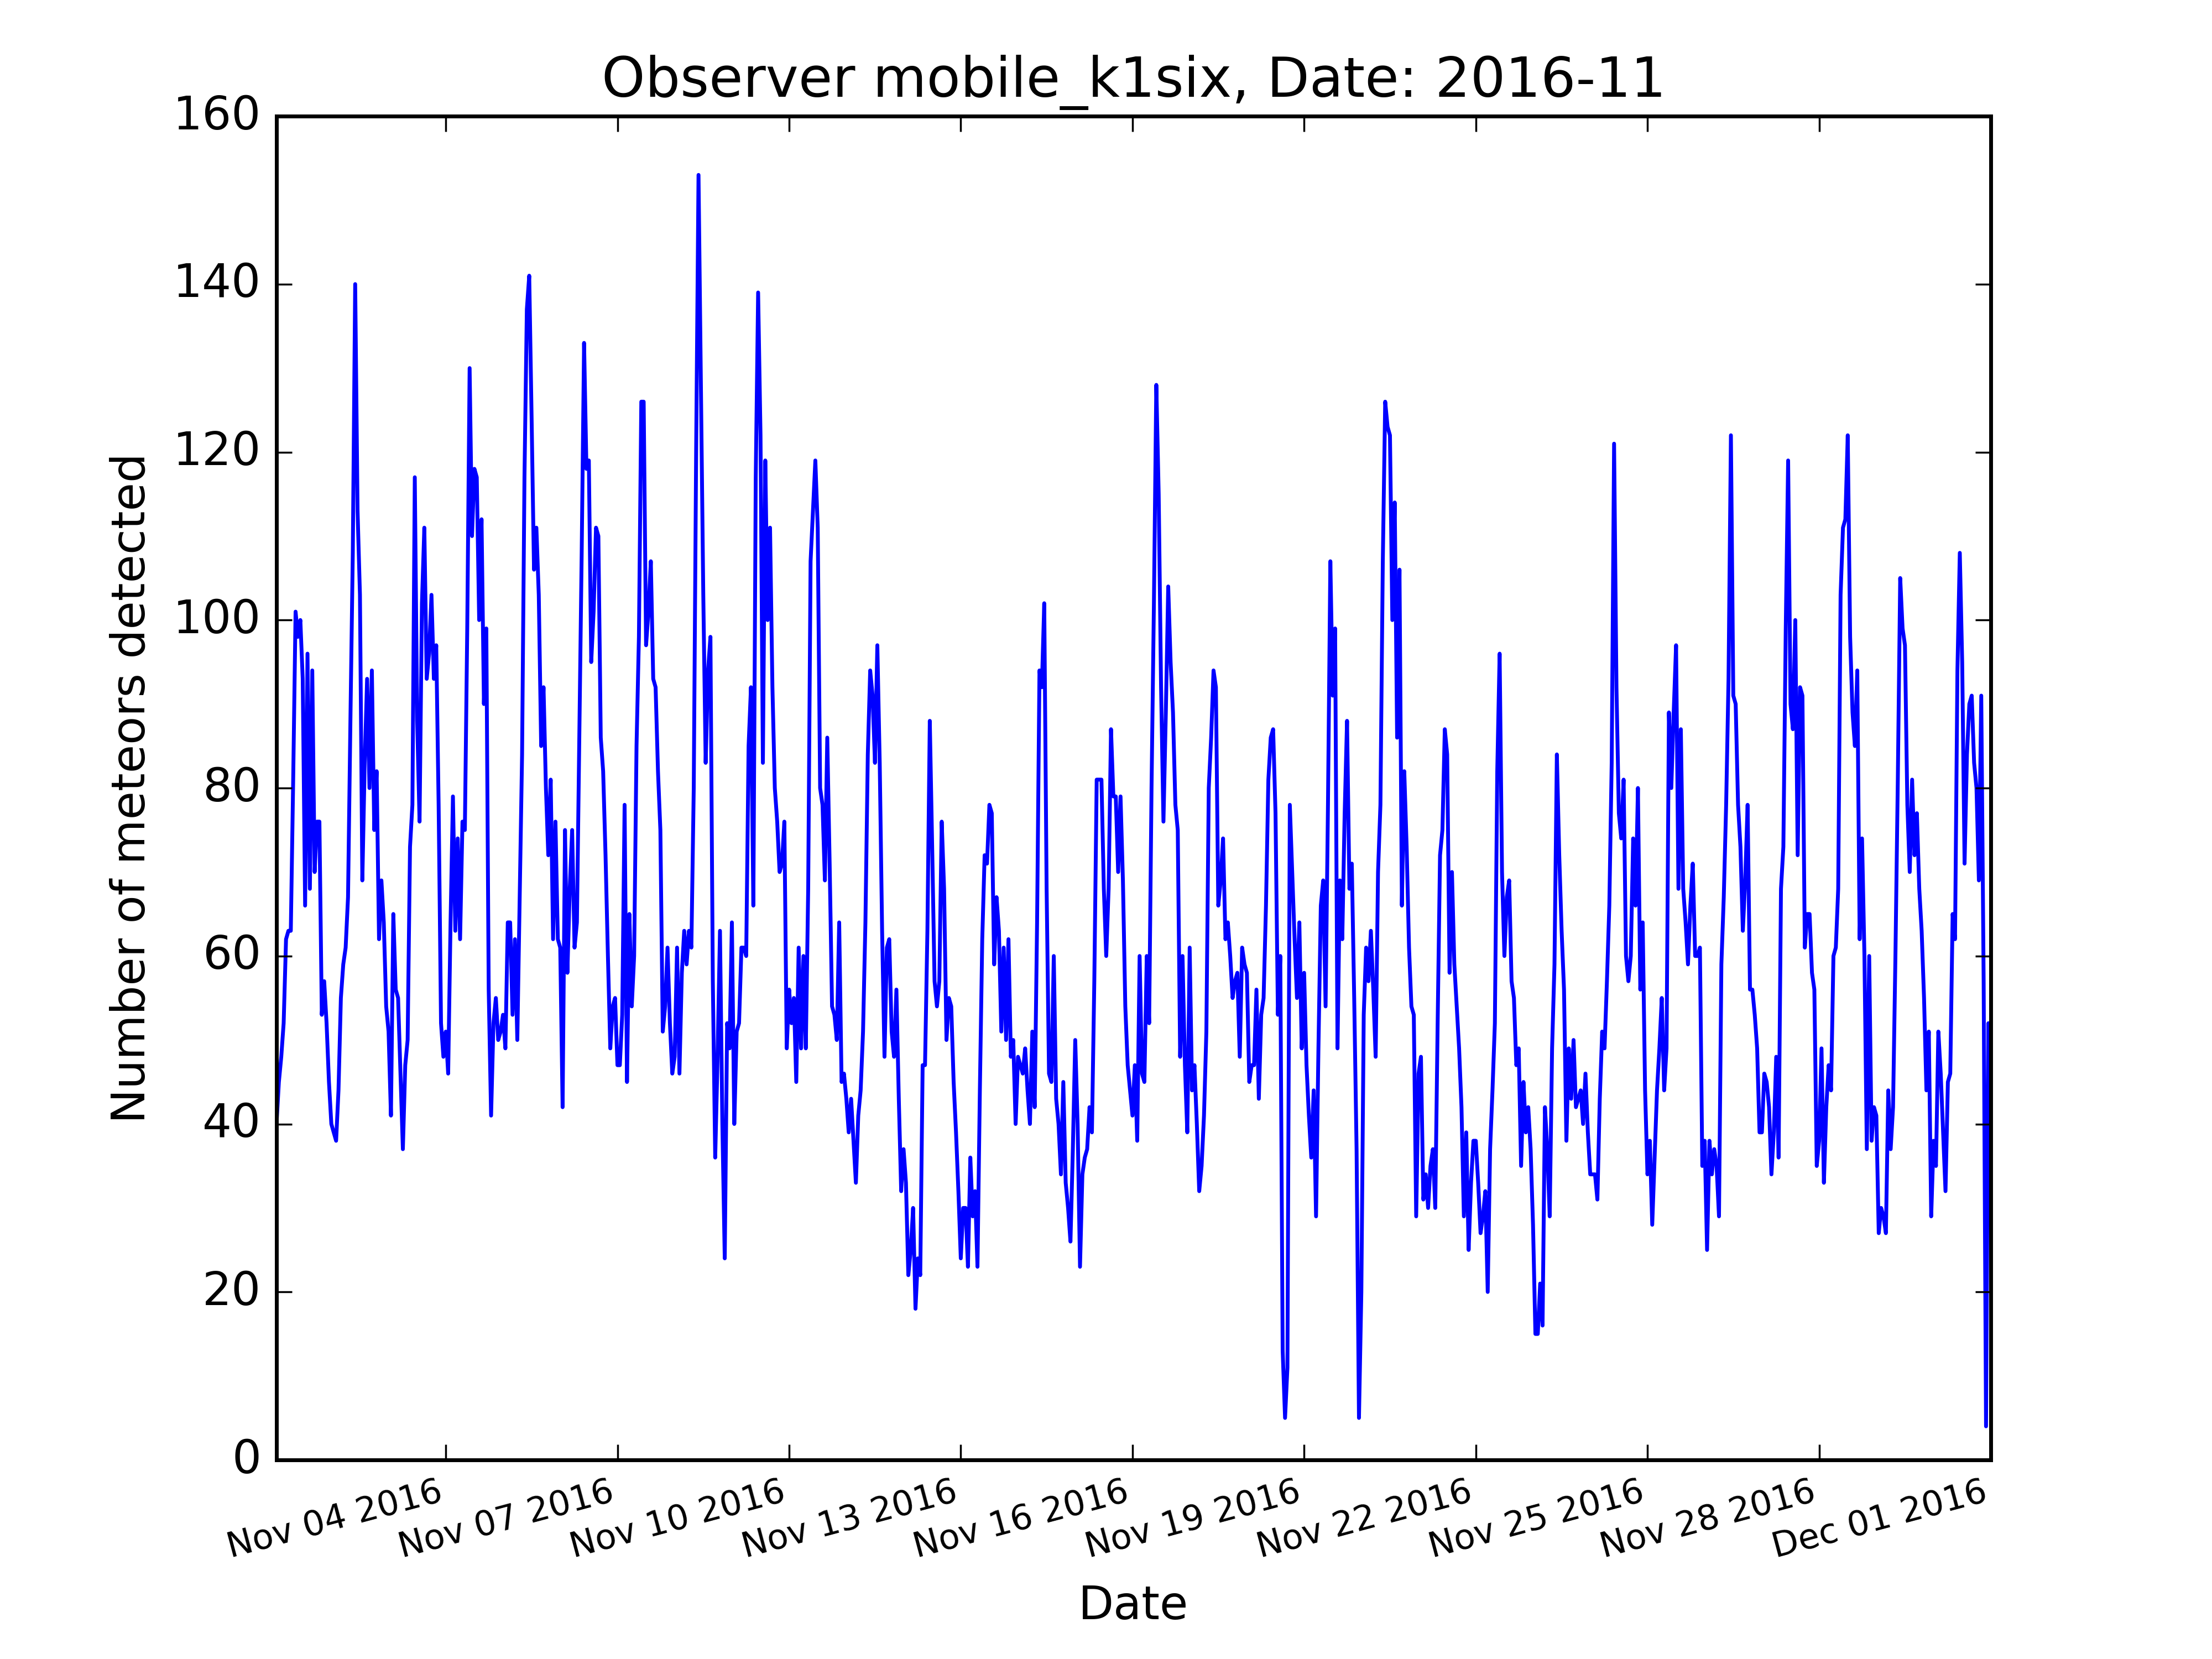 Observer mobile_k1six, Date: 2016-11
Number of meteors detected
160
140
120
100
80
60
40
20
0
Nov 04 2016
Nov 07 2016
Nov 10 2016
Nov 13 2016
Nov 16 2016
Nov 19 2016
Nov 22 2016
Nov 25 2016
Nov 28 2016
Dec 01 2016
Date